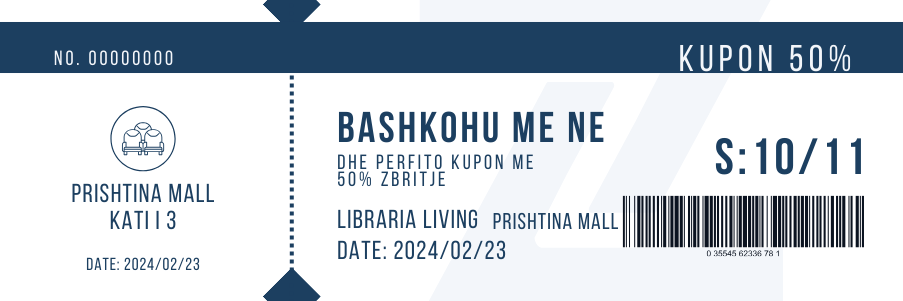 NO. 00000000
KUPON 50%
PRISHTINA MALL
KATI I 3
DATE: 2024/02/23
BASHKOHU ME NE
DHE PERFITO KUPON ME
50% ZBRITJE
S:10/11
LIBRARIA LIVING PRISHTINA MALL
DATE: 2024/02/23
0 35545 62336 78 1